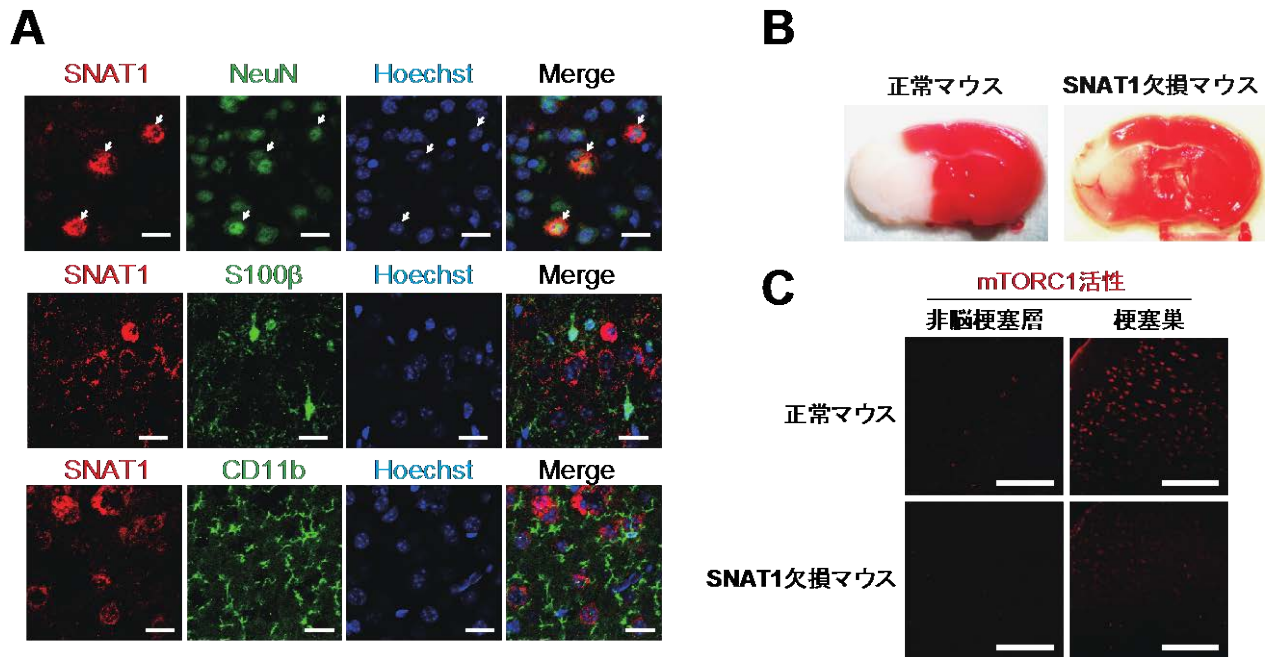 A
SNAT1 NeuN Hoechst Merge
SNAT1 S100β Hoechst Merge
SNAT1 CD11b Hoechst Merge
B
正常マウス SNAT1欠損マウス
C
mTORC1活性
非脳梗塞層 梗塞巣
正常マウス
SNAT1欠損マウス